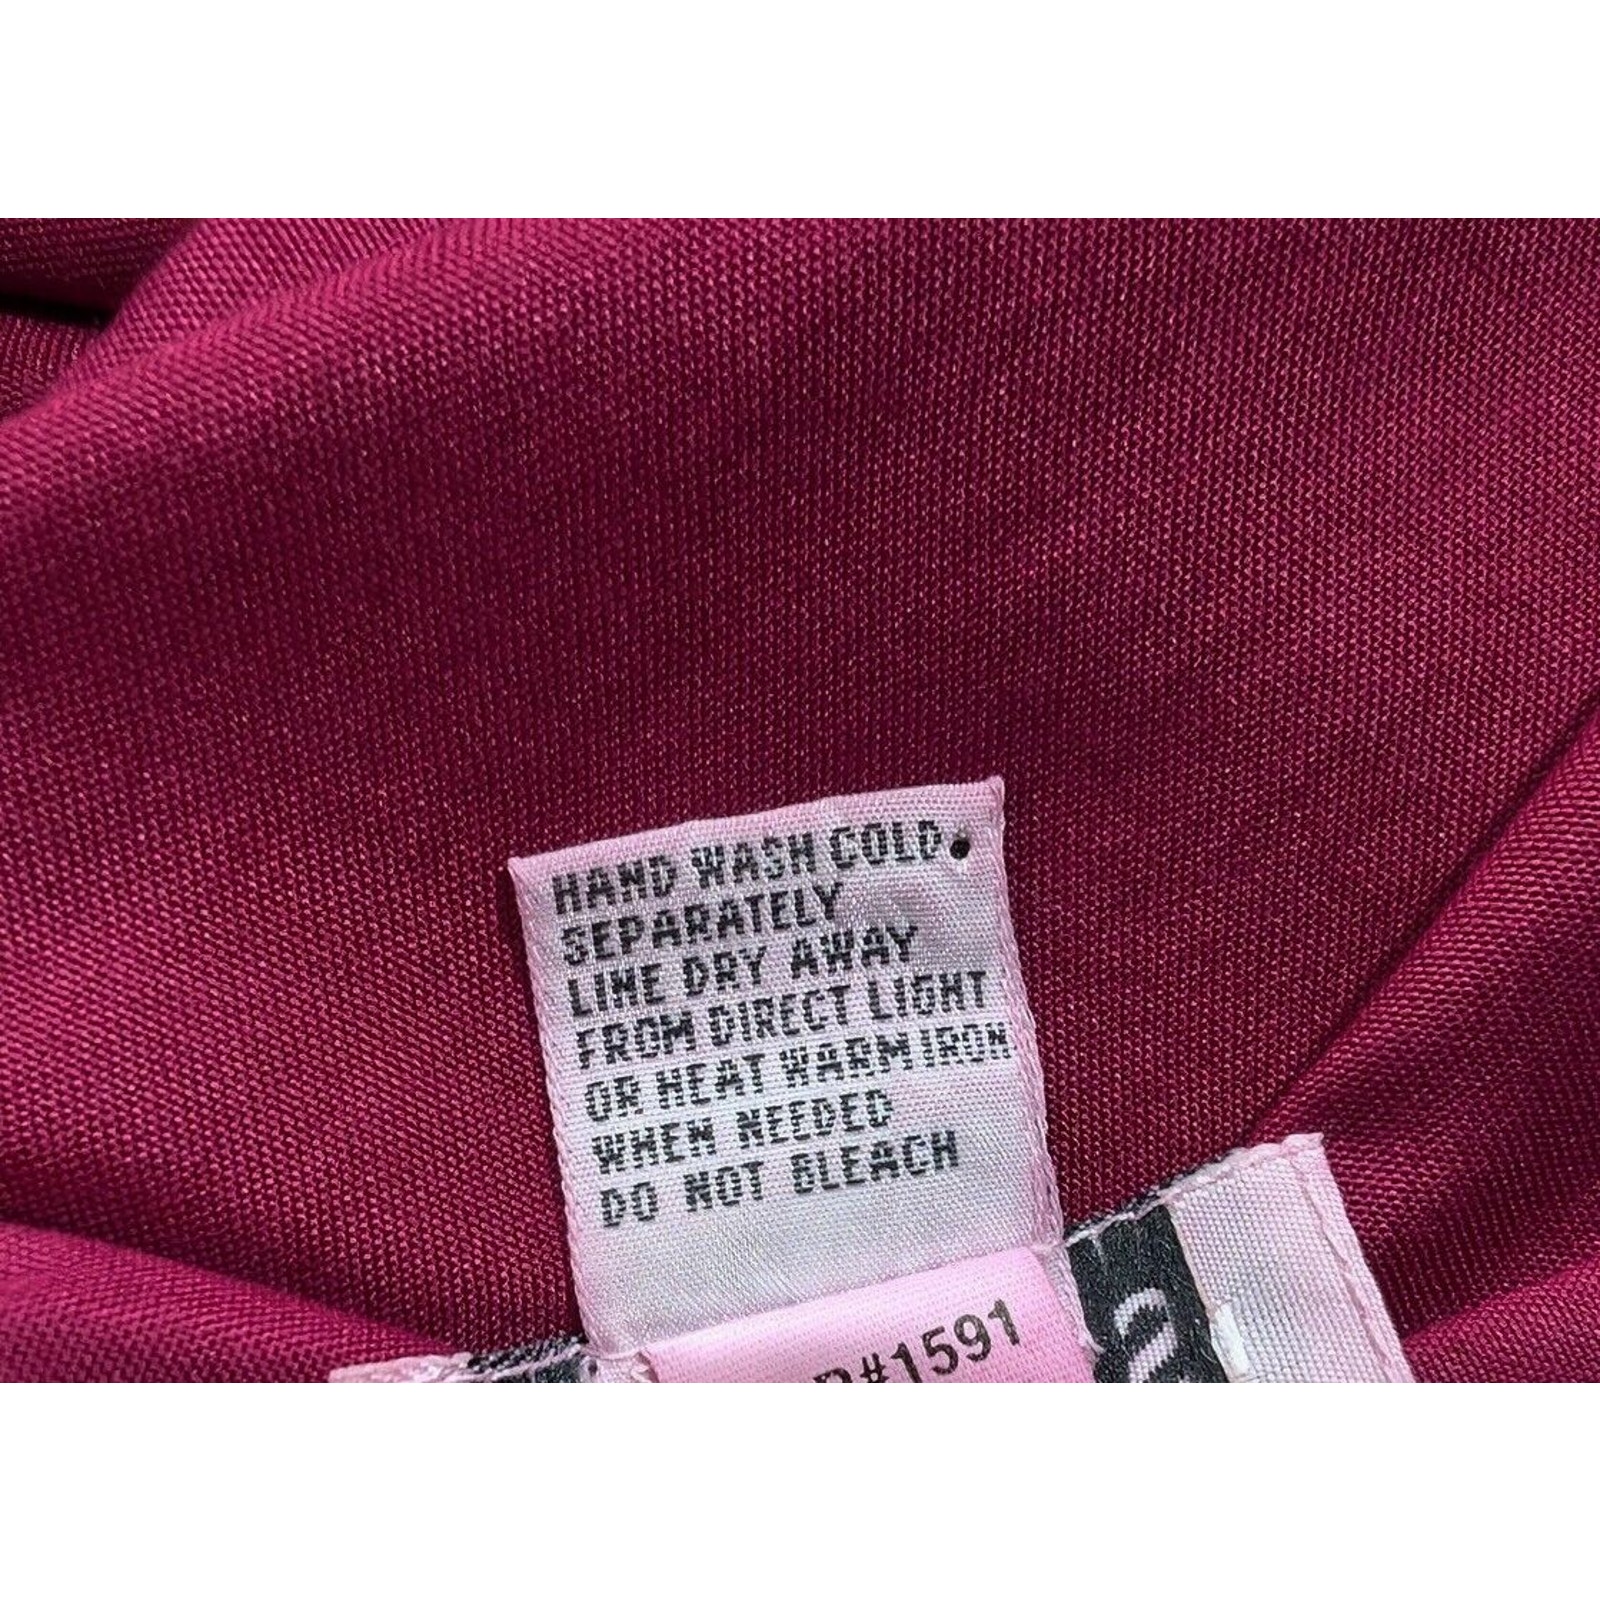 HAND WASH COLD
SEPARATELY
LINE DRY AWAY
FROM DIRECT LIGHT
OR HEAT WARM IRON
WHEN NEEDED
DO NOT BLEACH
#1591